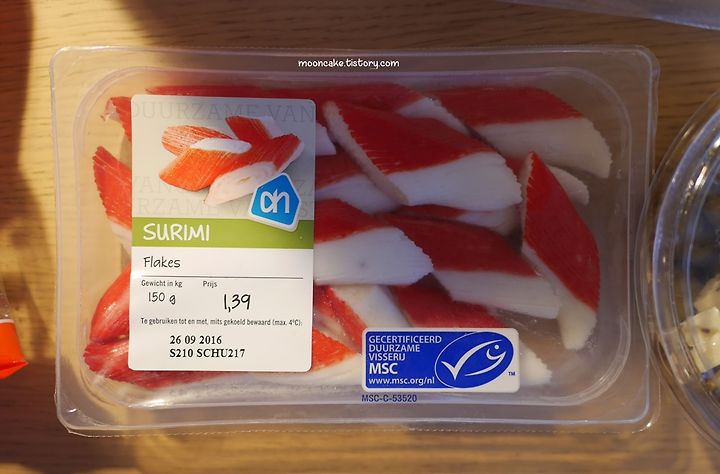 mooncake.tistory.com
DUURZAME VAN
ah
SURIMI
Flakes
Gewicht in kg Prijs
150 g 1,39
Te gebruiken tot en met, mits gekoeld bewaard (max. 4°C):
26 09 2016
S210 SCHU217
GECERTIFICEERD
DUURZAME
VISSERIJ
MSC
www.msc.org/nl
TM
MSC-C-53520